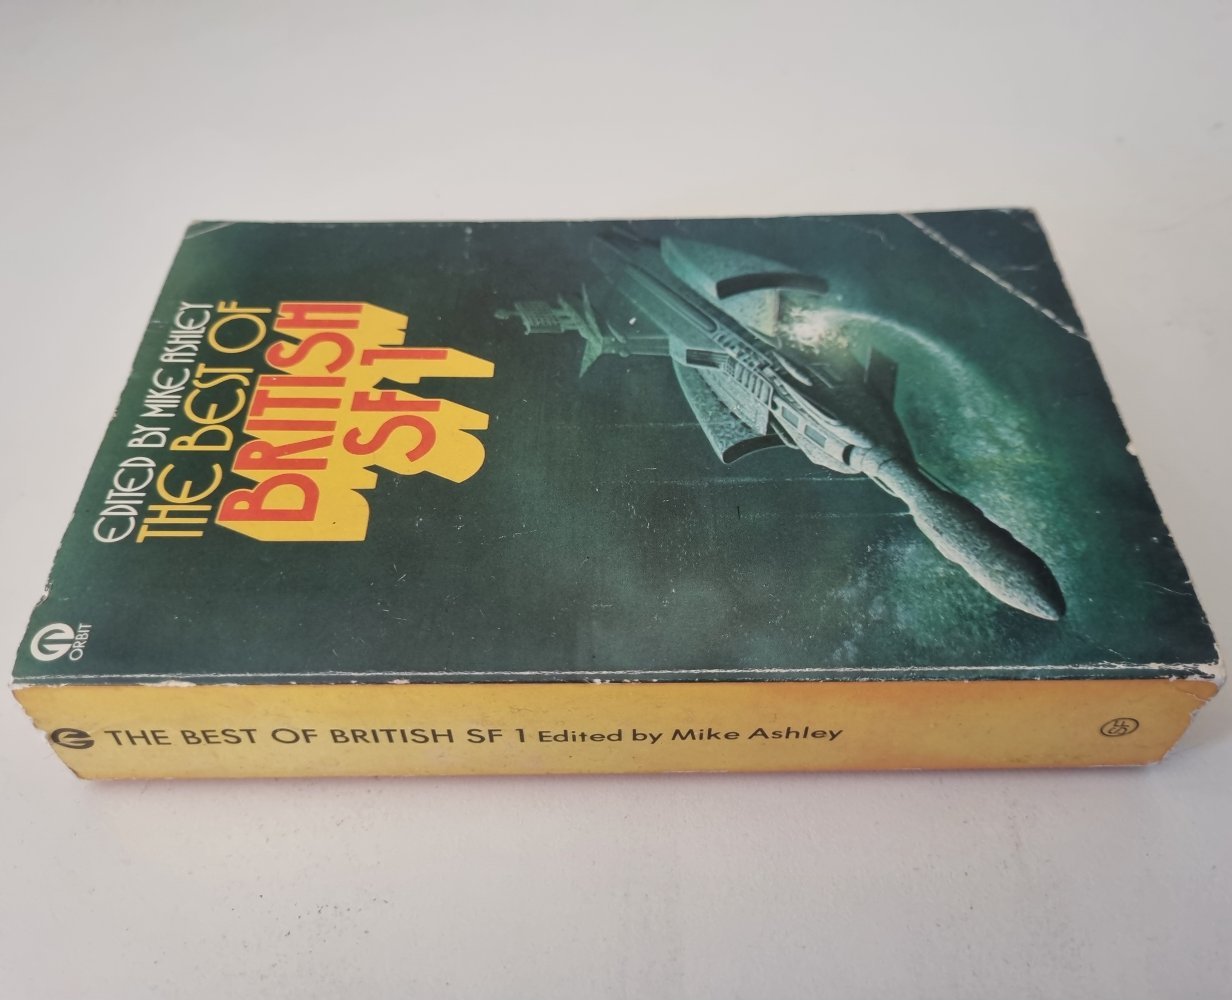 EDITED BY MIKE ASHLEY
THE BEST OF
BRITISH
SF 1
ORBIT
THE BEST OF BRITISH SF 1 Edited by Mike Ashley
SF